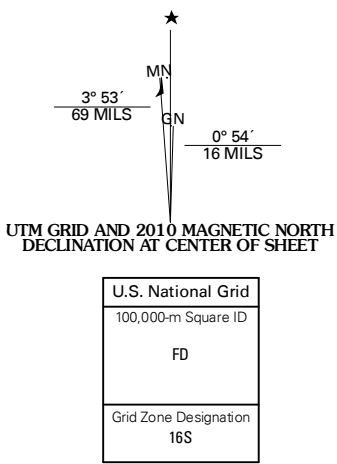 ★
MN
3° 53´
69 MILS
GN
0° 54´
16 MILS
UTM GRID AND 2010 MAGNETIC NORTH
DECLINATION AT CENTER OF SHEET
U.S. National Grid
100,000-m Square ID
FD
Grid Zone Designation
16S